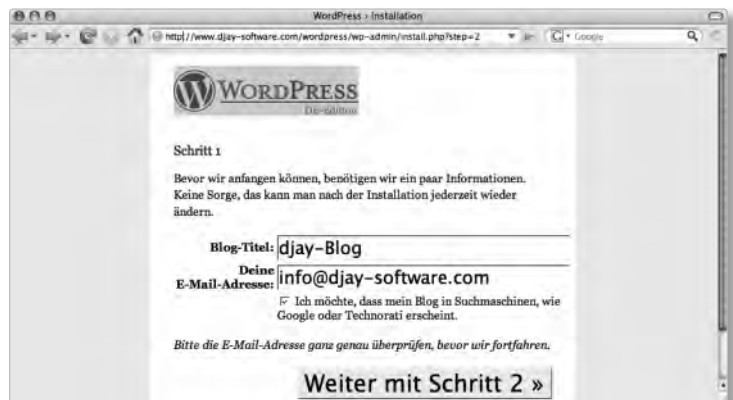 WordPress › Installation
http://www.djay-software.com/wordpress/wp-admin/install.php?step=2
Google
WORDPRESS
De-edition
Schritt 1
Bevor wir anfangen können, benötigen wir ein paar Informationen.
Keine Sorge, das kann man nach der Installation jederzeit wieder
ändern.
Blog-Titel: djay-Blog
Deine
E-Mail-Adresse: info@djay-software.com
Ich möchte, dass mein Blog in Suchmaschinen, wie
Google oder Technorati erscheint.
Bitte die E-Mail-Adresse ganz genau überprüfen, bevor wir fortfahren.
Weiter mit Schritt 2 »